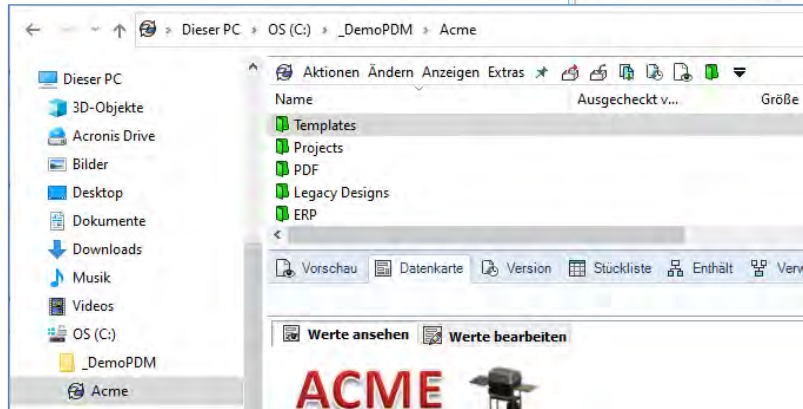 Dieser PC > OS (C:) > _DemoPDM > Acme
Dieser PC
3D-Objekte
Acronis Drive
Bilder
Desktop
Dokumente
Downloads
Musik
Videos
OS (C:)
_DemoPDM
Acme
Aktionen Ändern Anzeigen Extras
Name Ausgecheckt v... Größe
Templates
Projects
PDF
Legacy Designs
ERP
Vorschau Datenkarte Version Stückliste Enthält
Werte ansehen Werte bearbeiten
ACME